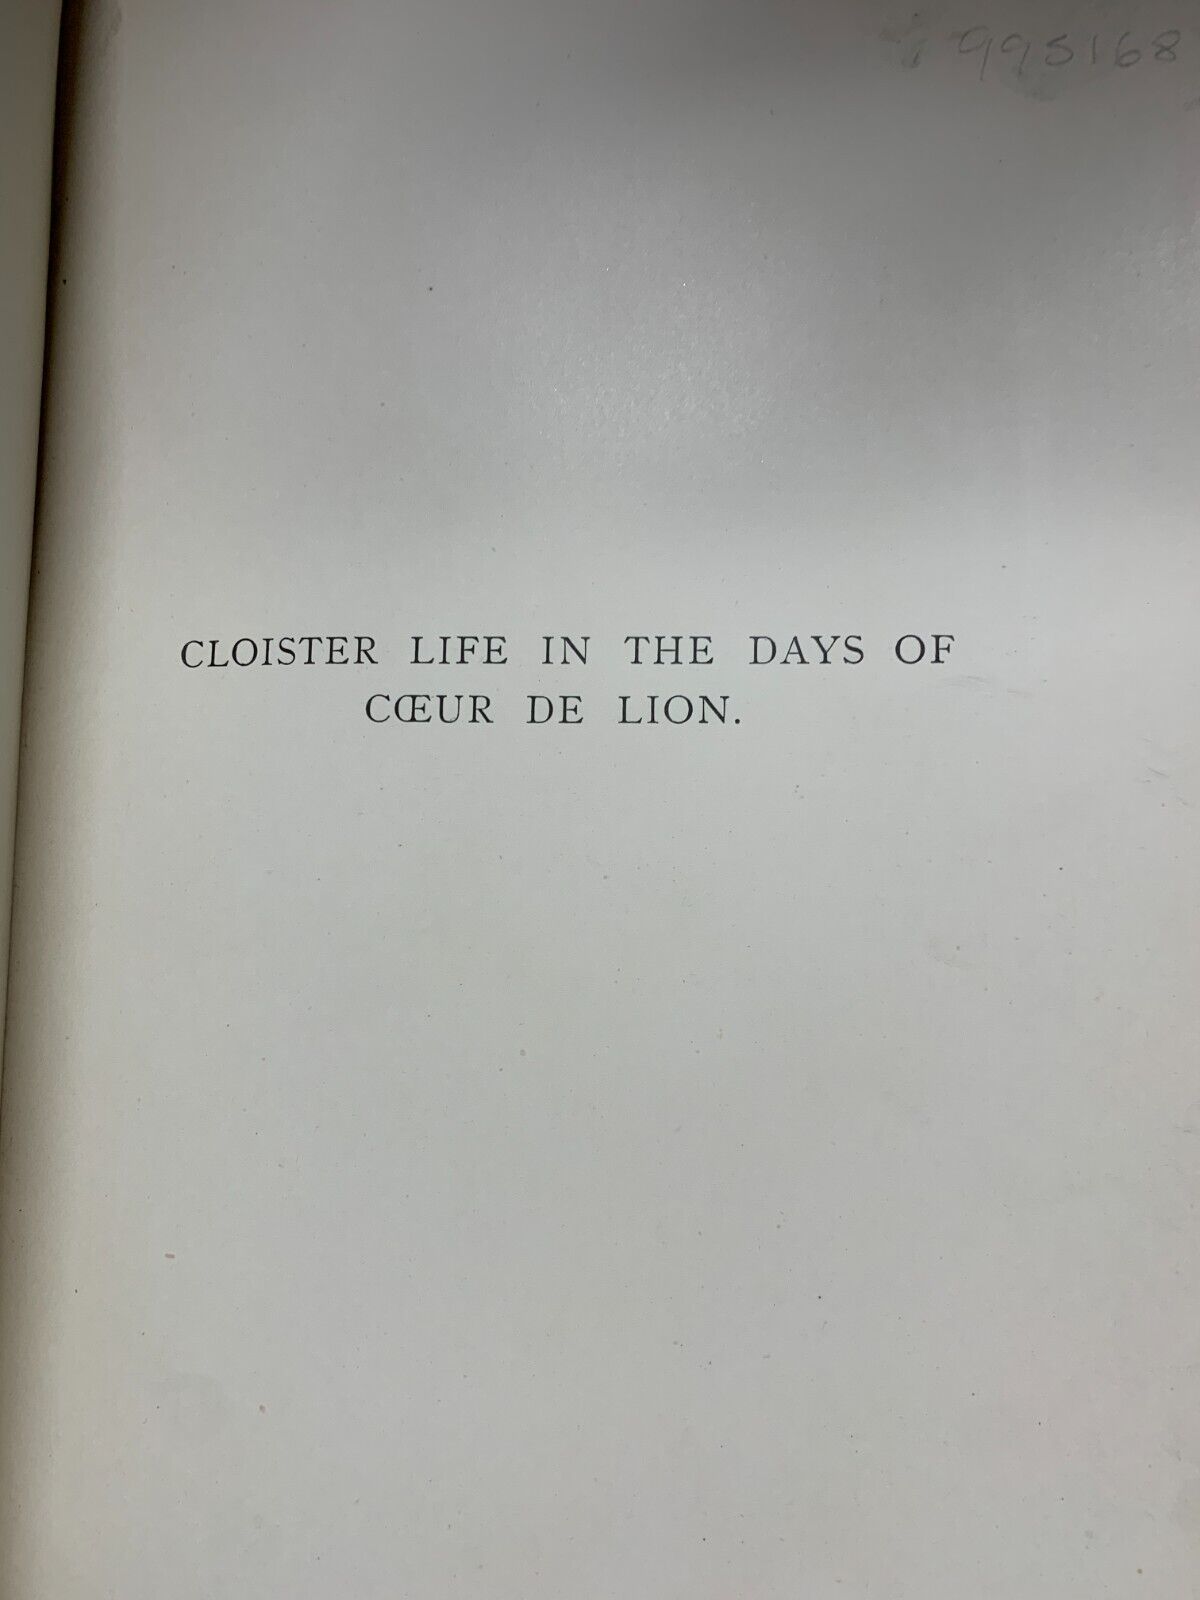 995168
CLOISTER LIFE IN THE DAYS OF
CŒUR DE LION.